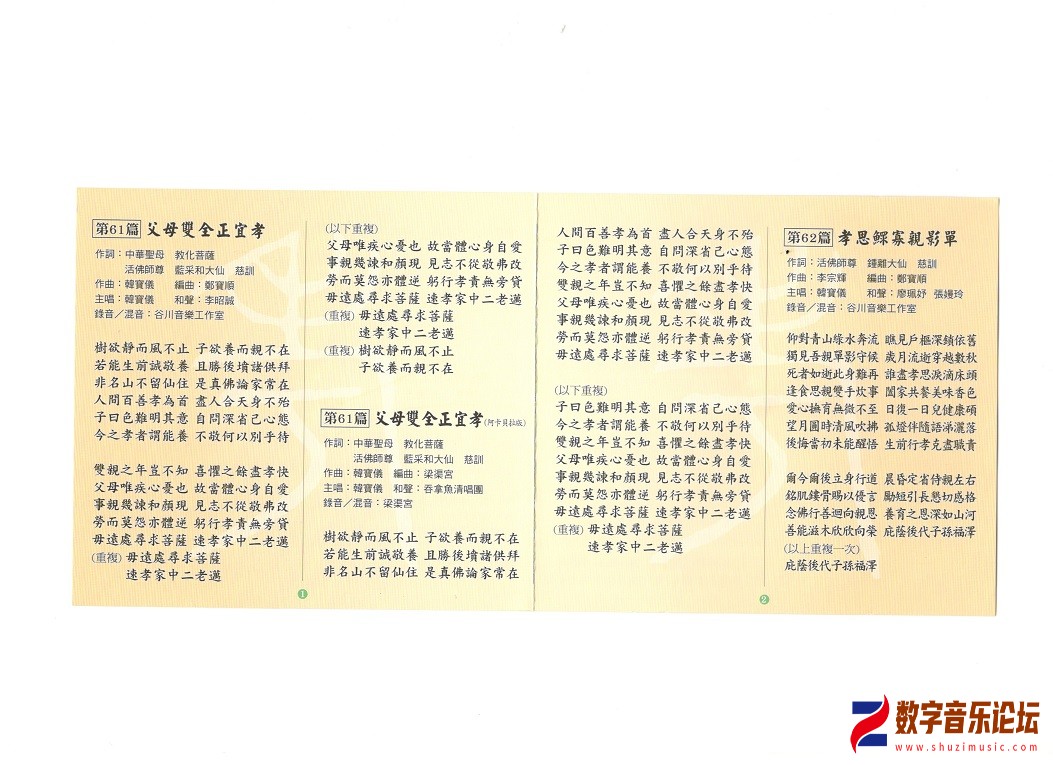 第61篇 父母雙全正宜孝
作詞：中華聖母　教化菩薩
活佛師尊　藍采和大仙　慈訓
作曲：韓寶儀　編曲：鄭寶順
主唱：韓寶儀　和聲：李昭誠
錄音／混音：谷川音樂工作室
樹欲靜而風不止 子欲養而親不在
若能生前誠敬養 且勝後墳諸供拜
非名山不留仙住 是真佛論家常在
人間百善孝為首 盡人合天身不殆
子曰色難明其意 自問深省己心態
今之孝者謂能養 不敬何以別乎待
雙親之年豈不知 喜懼之餘盡孝快
父母唯疾心憂也 故當體心身自愛
事親幾諫和顏現 見志不從敬弗改
勞而莫怨亦體逆 躬行孝責無旁貸
毋遠處尋求菩薩 速孝家中二老邁
(重複) 毋遠處尋求菩薩
速孝家中二老邁
❶
(以下重複)
父母唯疾心憂也 故當體心身自愛
事親幾諫和顏現 見志不從敬弗改
勞而莫怨亦體逆 躬行孝責無旁貸
毋遠處尋求菩薩 速孝家中二老邁
(重複) 毋遠處尋求菩薩
速孝家中二老邁
(重複) 樹欲靜而風不止
子欲養而親不在
第61篇 父母雙全正宜孝(阿卡貝拉版)
作詞：中華聖母　教化菩薩
活佛師尊　藍采和大仙　慈訓
作曲：韓寶儀　編曲：梁渠宮
主唱：韓寶儀　和聲：吞拿魚清唱團
錄音／混音：梁渠宮
樹欲靜而風不止 子欲養而親不在
若能生前誠敬養 且勝後墳諸供拜
非名山不留仙住 是真佛論家常在
人間百善孝為首 盡人合天身不殆
子曰色難明其意 自問深省己心態
今之孝者謂能養 不敬何以別乎待
雙親之年豈不知 喜懼之餘盡孝快
父母唯疾心憂也 故當體心身自愛
事親幾諫和顏現 見志不從敬弗改
勞而莫怨亦體逆 躬行孝責無旁貸
毋遠處尋求菩薩 速孝家中二老邁
(以下重複)
子曰色難明其意 自問深省己心態
今之孝者謂能養 不敬何以別乎待
雙親之年豈不知 喜懼之餘盡孝快
父母唯疾心憂也 故當體心身自愛
事親幾諫和顏現 見志不從敬弗改
勞而莫怨亦體逆 躬行孝責無旁貸
毋遠處尋求菩薩 速孝家中二老邁
(重複) 毋遠處尋求菩薩
速孝家中二老邁
❷
第62篇 孝思鰥寡親影單
作詞：活佛師尊　鍾離大仙　慈訓
作曲：李宗輝　編曲：鄭寶順
主唱：韓寶儀　和聲：廖珮妤 張嫚玲
錄音／混音：谷川音樂工作室
仰對青山綠水奔流 瞧見戶樞深鎖依舊
獨見吾親單影守候 歲月流逝穿越數秋
死者如逝此身難再 誰盡孝思淚滴床頭
逢食思親雙手炊事 闔家共餐美味香色
愛心撫育無微不至 日復一日兒健康碩
望月圓時清風吹拂 孤燈伴隨語涕灑落
後悔當初未能醒悟 生前行孝克盡職責
爾今爾後立身行道 晨昏定省侍親左右
銘肌鏤骨賜以優言 勵短引長懇切感格
念佛行善迴向親恩 養育之恩深如山河
善能滋木欣欣向榮 庇蔭後代子孫福澤
(以上重複一次)
庇蔭後代子孫福澤
数字音乐论坛
www.shuzimusic.com